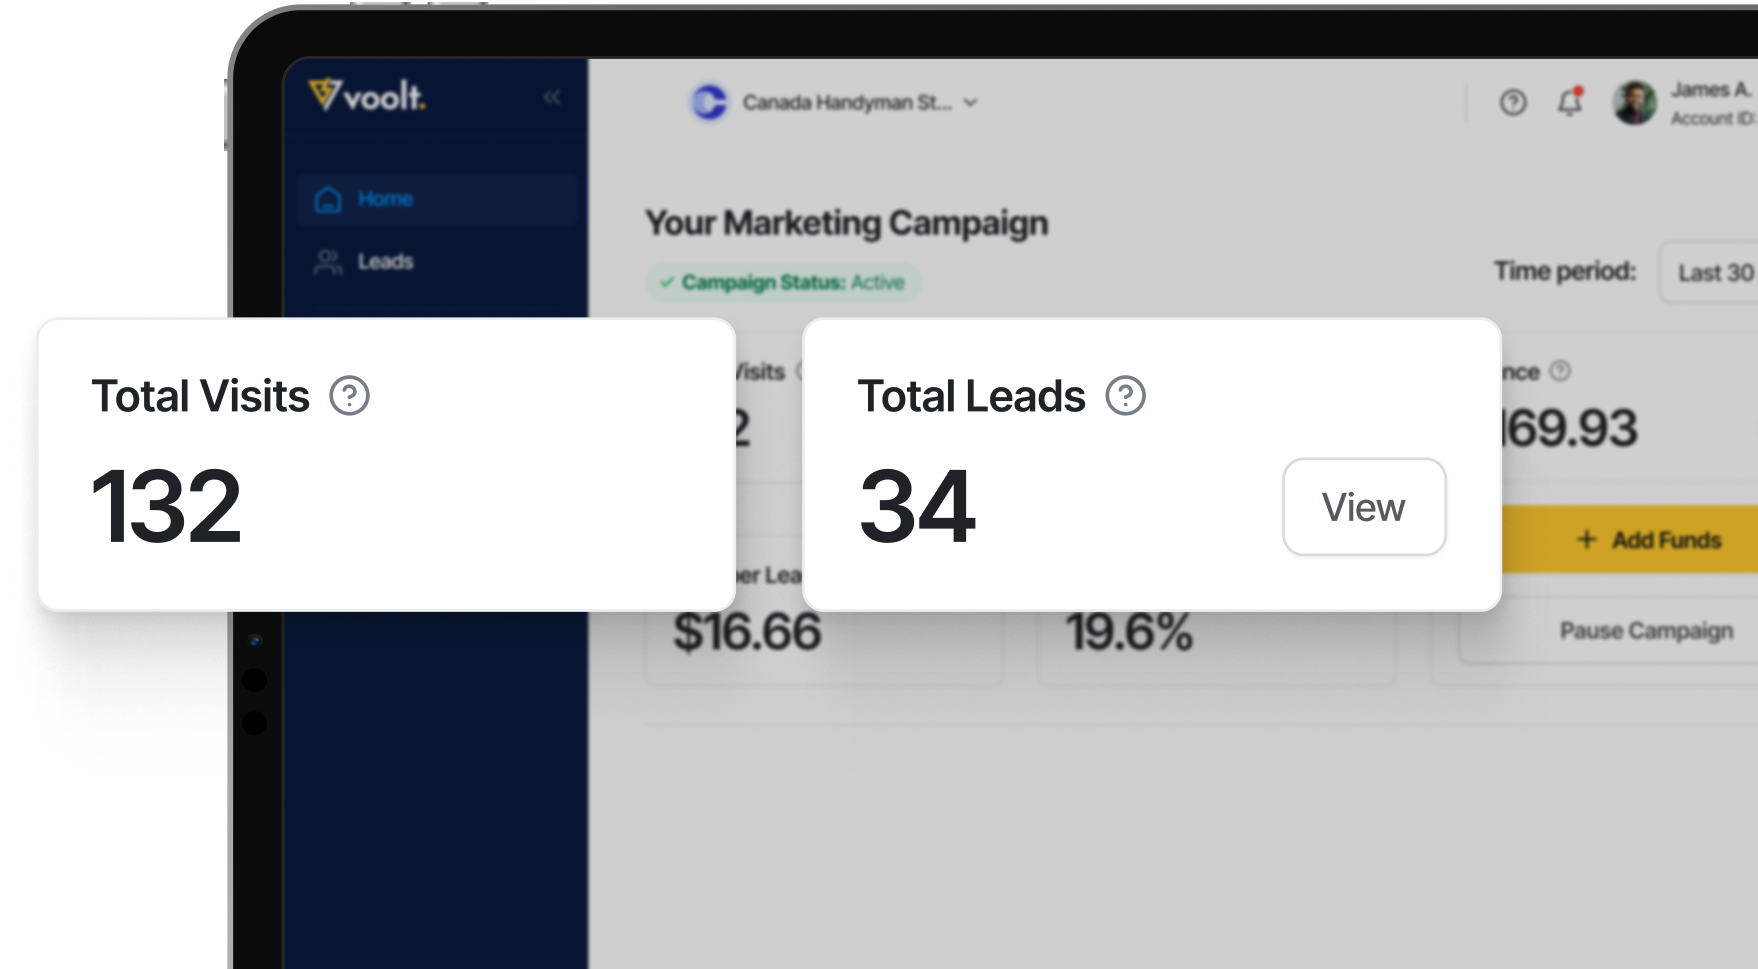 voolt.
Canada Handyman St...
James A.
Account ID:
Home
Leads
Your Marketing Campaign
Campaign Status: Active
Time period:
Last 30
Total Visits
132
Visits
2
Total Leads
34
View
nce
169.93
Add Funds
Pause Campaign
per Lea
$16.66
19.6%